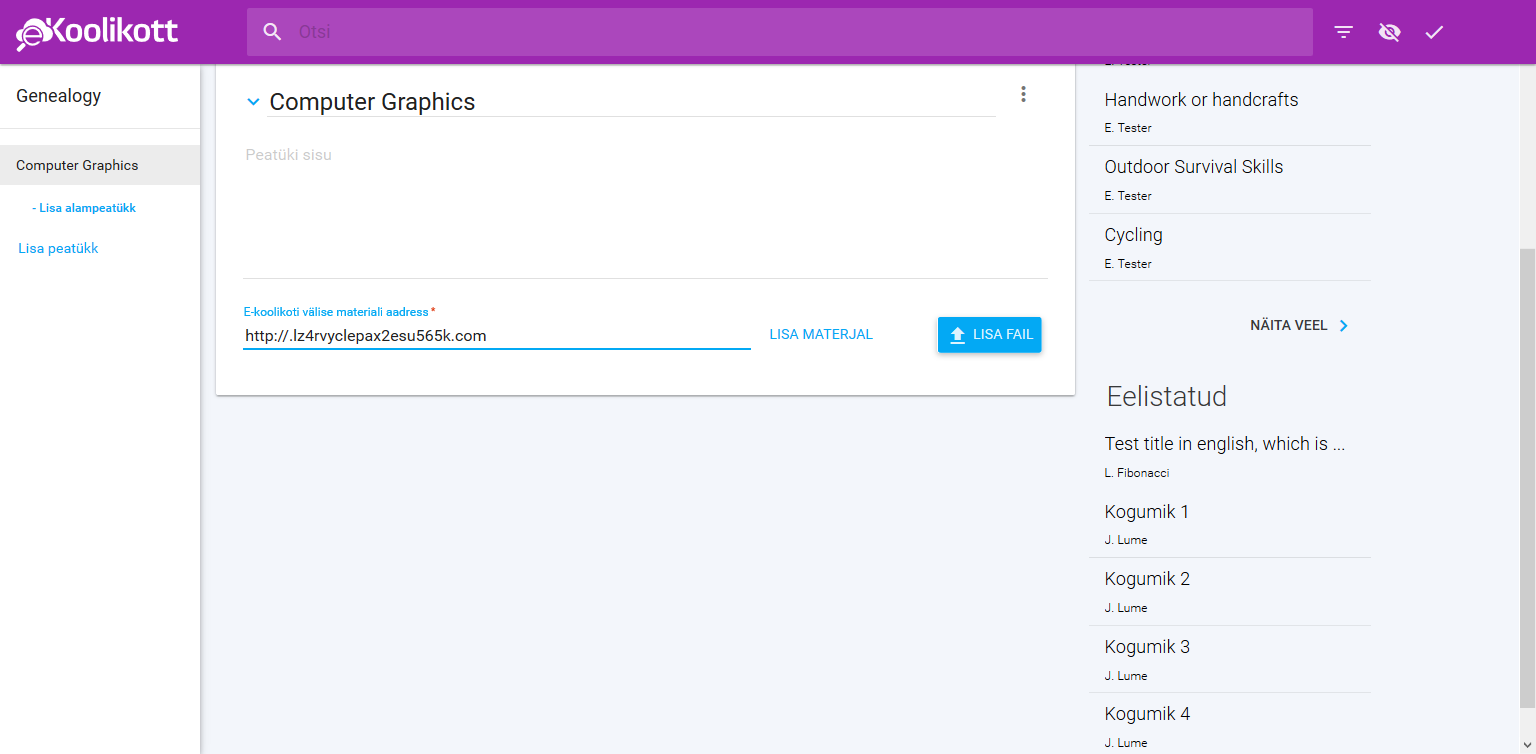 eKoolikott
Otsi
Genealogy
Computer Graphics
- Lisa alampeatükk
Lisa peatükk
Computer Graphics
Peatüki sisu
E-koolikoti välise materiali aadress *
http://.lz4rvyclepax2esu565k.com
LISA MATERJAL
LISA FAIL
E. Tester
Handwork or handcrafts
E. Tester
Outdoor Survival Skills
E. Tester
Cycling
E. Tester
NÄITA VEEL
Eelistatud
Test title in english, which is ...
L. Fibonacci
Kogumik 1
J. Lume
Kogumik 2
J. Lume
Kogumik 3
J. Lume
Kogumik 4
J. Lume